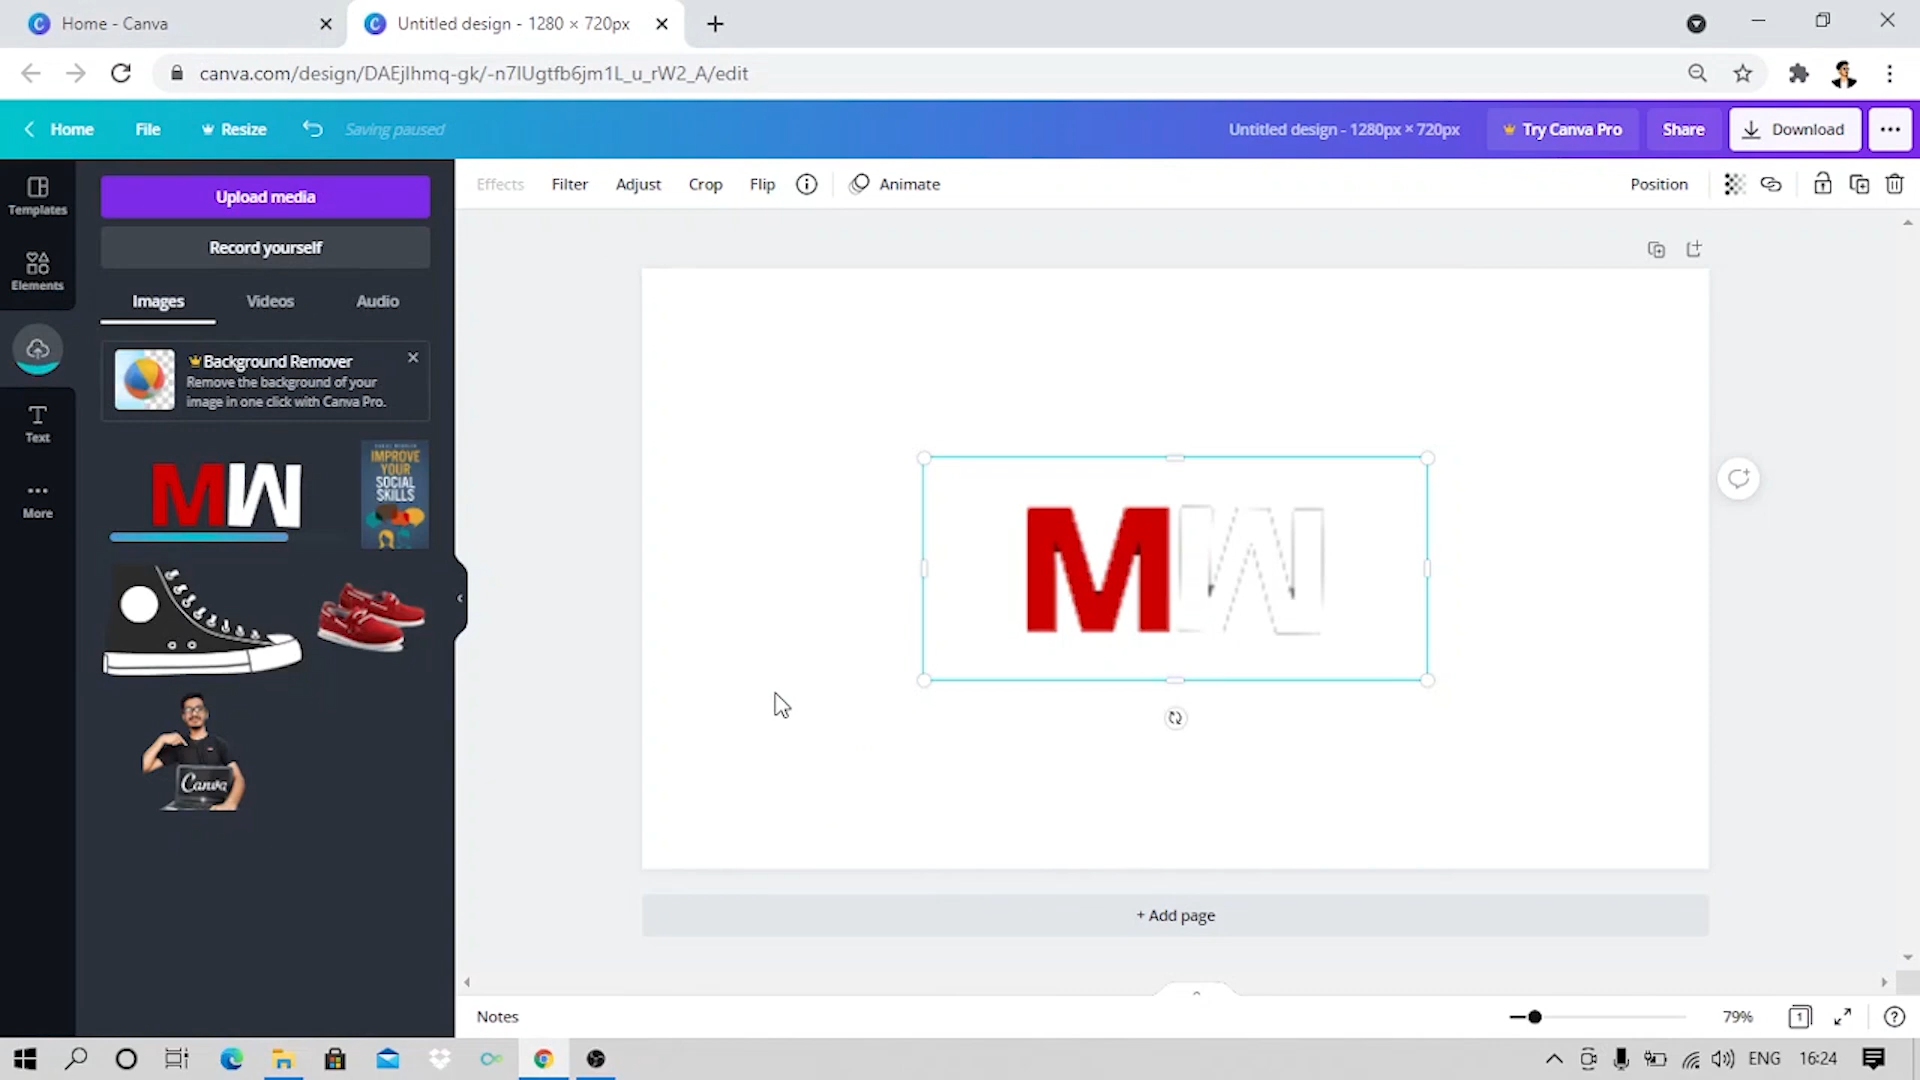 Home - Canva
Untitled design - 1280 × 720px
canva.com/design/DAEjIhmq-gk/-n7IUgtfb6jm1L_u_rW2_A/edit
Home
File
Resize
Saving paused
Untitled design - 1280px × 720px
Try Canva Pro
Share
Download
Templates
Elements
Text
More
Upload media
Record yourself
Images
Videos
Audio
Background Remover
Remove the background of your
image in one click with Canva Pro.
MW
IMPROVE
YOUR
SOCIAL
SKILLS
Canva
Effects
Filter
Adjust
Crop
Flip
Animate
Position
MW
+ Add page
Notes
79%
1
ENG
16:24